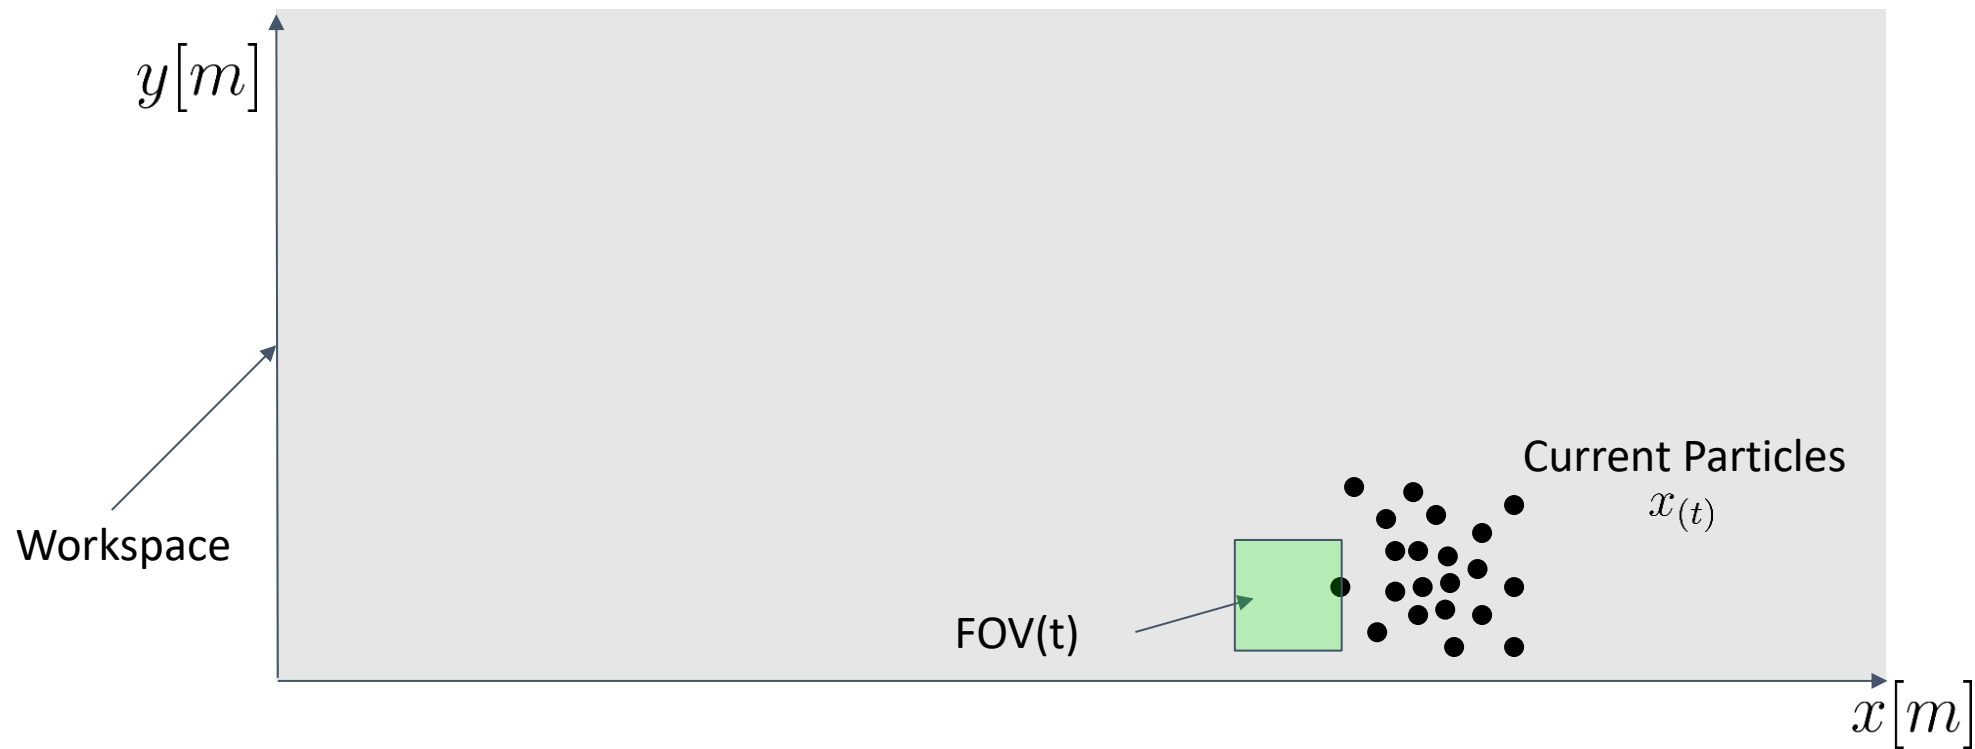 y[m]
Current Particles
x(t)
Workspace
FOV(t)
x[m]